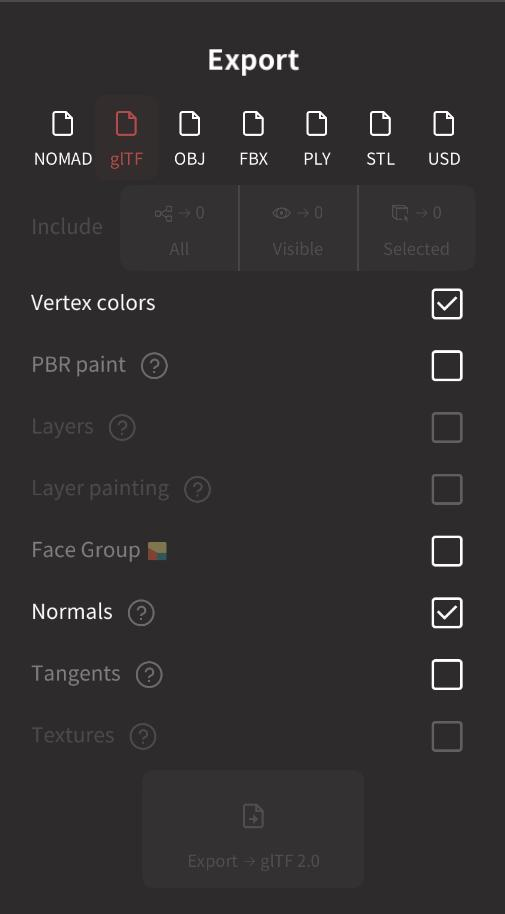 Export
NOMAD glTF OBJ FBX PLY STL USD
Include
→ 0 → 0 → 0
All Visible Selected
Vertex colors
PBR paint ?
Layers ?
Layer painting ?
Face Group
Normals ?
Tangents ?
Textures ?
Export → glTF 2.0